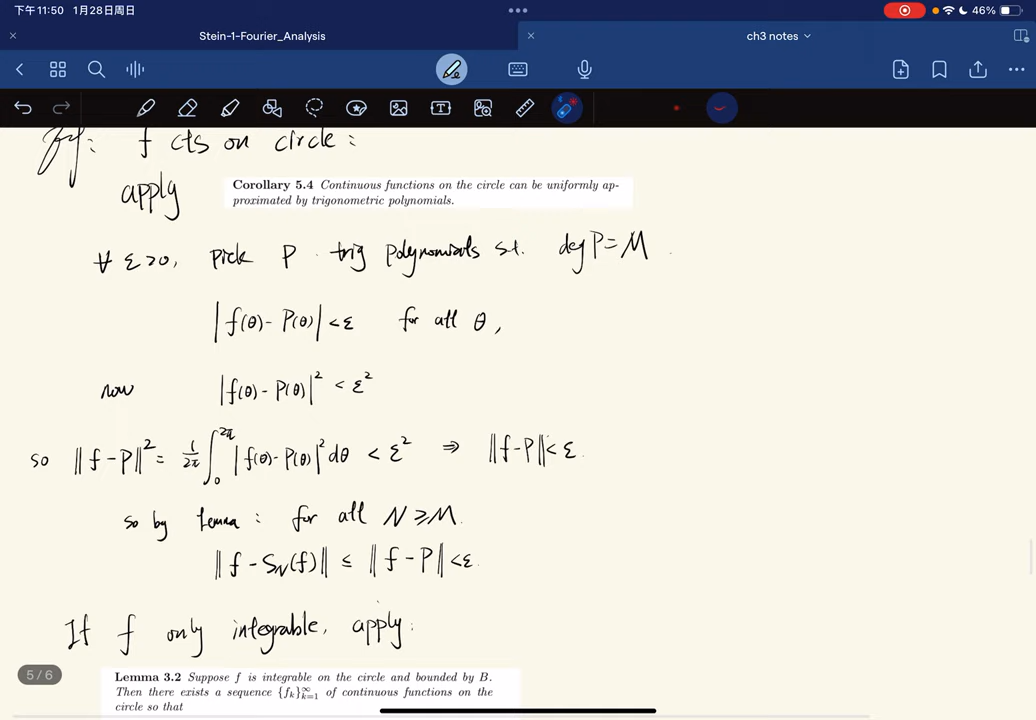 下午11:50 1月28日周日
46%
Stein-1-Fourier_Analysis
ch3 notes
pf: f cts on circle:
apply
Corollary 5.4 Continuous functions on the circle can be uniformly ap-
proximated by trigonometric polynomials.
∀ ε>0, pick P trig polynomials s.t. deg P = M
|f(θ) - P(θ)| < ε for all θ,
now |f(θ) - P(θ)|² < ε²
so ‖f-P‖² = 1/2π ∫₀^2π |f(θ) - P(θ)|² dθ < ε² ⇒ ‖f-P‖ < ε.
so by Lemma: for all N ≥ M.
‖f - S_N(f)‖ ≤ ‖f - P‖ < ε.
If f only integrable, apply:
5 / 6
Lemma 3.2 Suppose f is integrable on the circle and bounded by B.
Then there exists a sequence {f_k}_{k=1}^∞ of continuous functions on the
circle so that